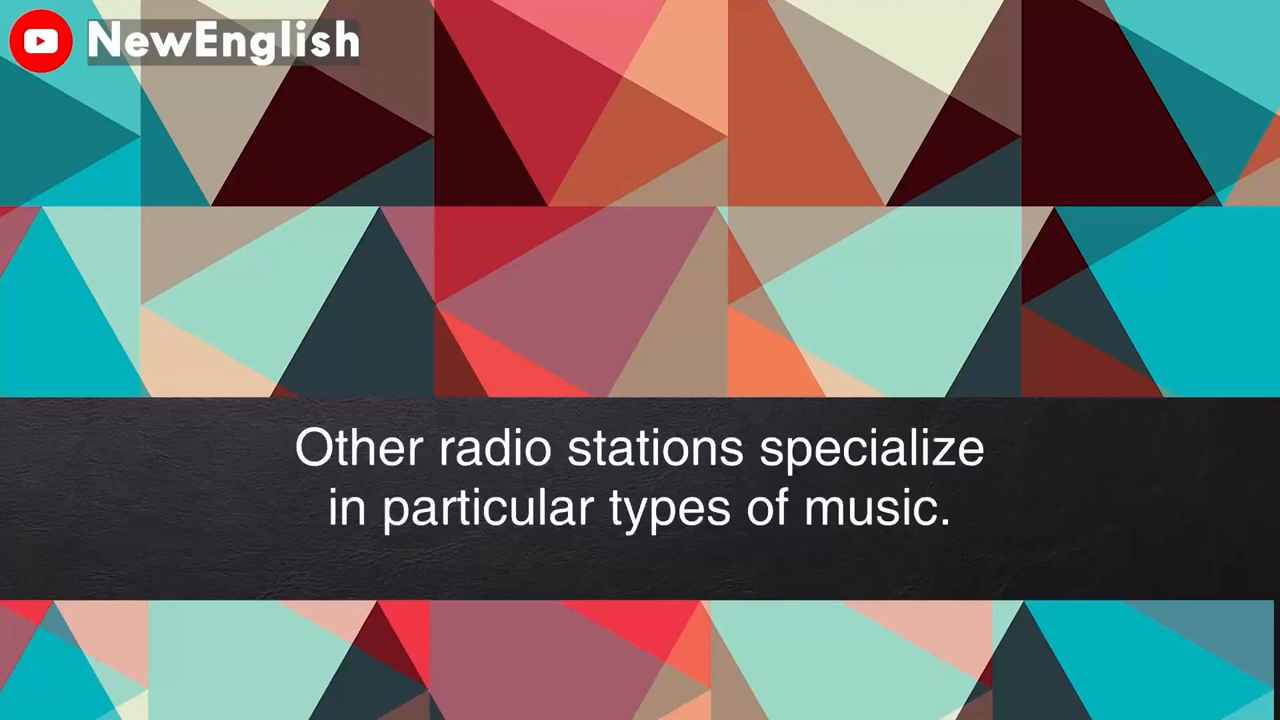 NewEnglish
Other radio stations specialize
in particular types of music.